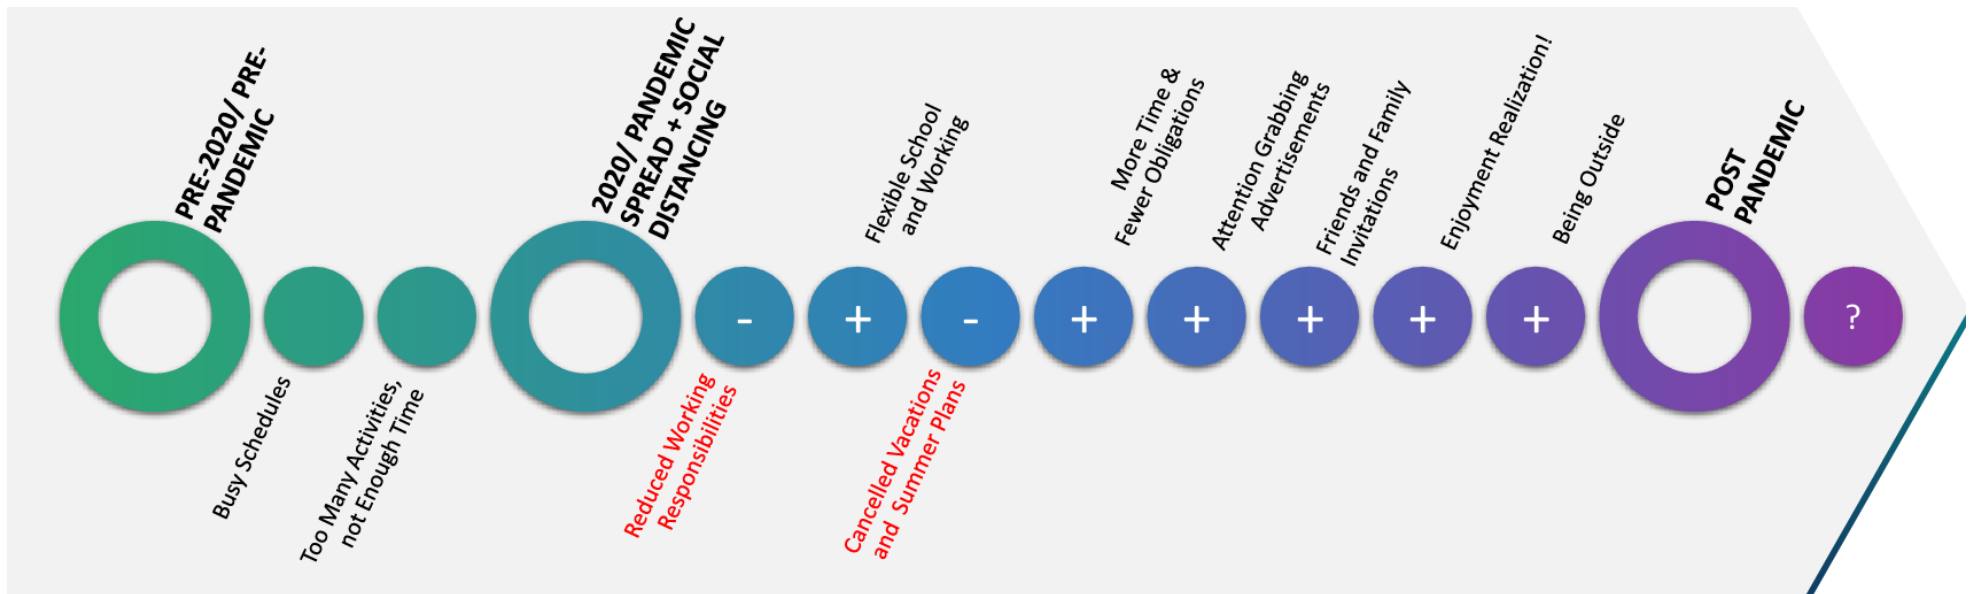 PRE-2020/ PRE-
PANDEMIC
Busy Schedules
Too Many Activities,
not Enough Time
2020/ PANDEMIC
SPREAD + SOCIAL
DISTANCING
-
Reduced Working
Responsibilities
+
Flexible School
and Working
-
Cancelled Vacations
and Summer Plans
+
More Time &
Fewer Obligations
+
Attention Grabbing
Advertisements
+
Friends and Family
Invitations
+
Enjoyment Realization!
+
Being Outside
POST
PANDEMIC
?